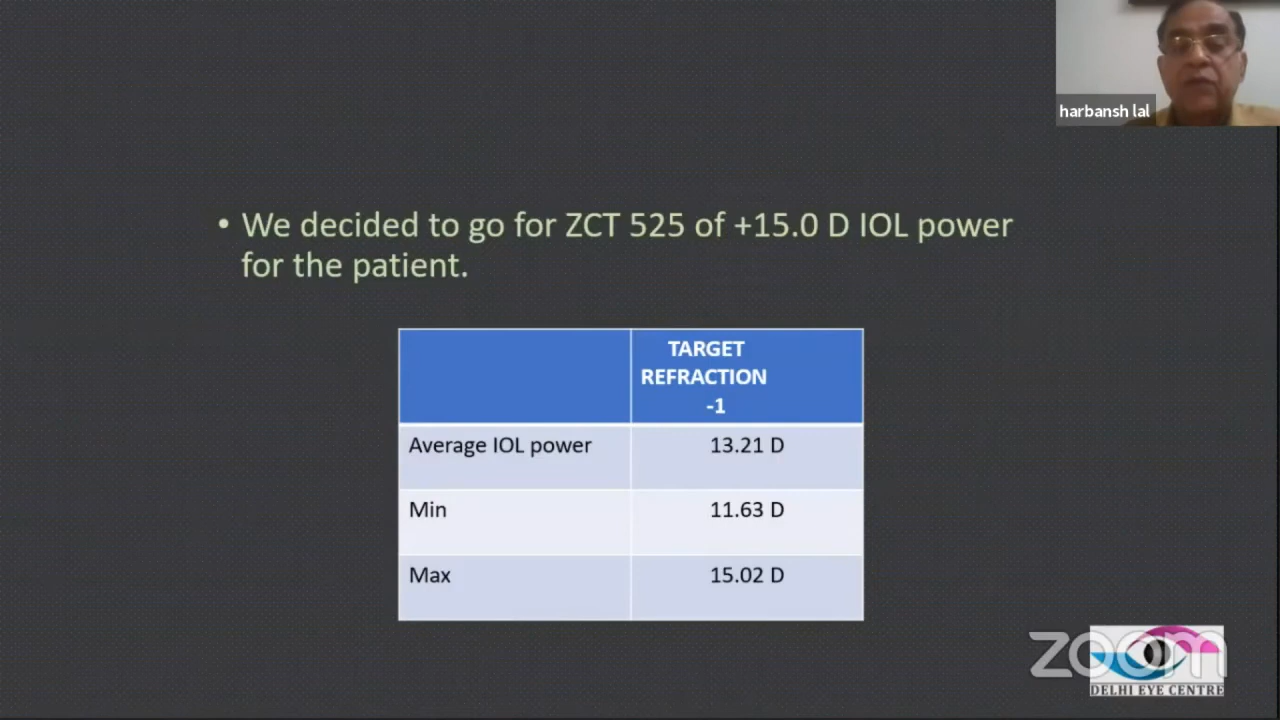 harbansh lal
• We decided to go for ZCT 525 of +15.0 D IOL power
for the patient.
TARGET
REFRACTION
-1
Average IOL power 13.21 D
Min 11.63 D
Max 15.02 D
zoom
DELHI EYE CENTRE